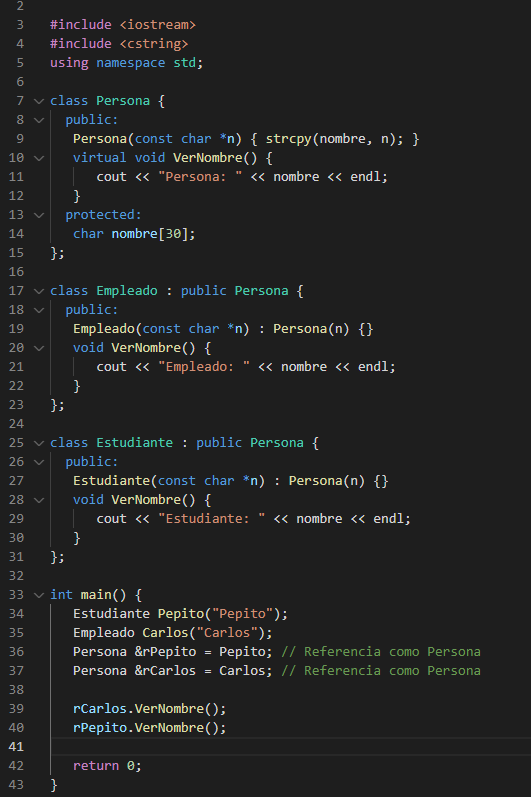 2
3 #include <iostream>
4 #include <cstring>
5 using namespace std;
6
7 class Persona {
8 public:
9 Persona(const char *n) { strcpy(nombre, n); }
10 virtual void VerNombre() {
11 cout << "Persona: " << nombre << endl;
12 }
13 protected:
14 char nombre[30];
15 };
16
17 class Empleado : public Persona {
18 public:
19 Empleado(const char *n) : Persona(n) {}
20 void VerNombre() {
21 cout << "Empleado: " << nombre << endl;
22 }
23 };
24
25 class Estudiante : public Persona {
26 public:
27 Estudiante(const char *n) : Persona(n) {}
28 void VerNombre() {
29 cout << "Estudiante: " << nombre << endl;
30 }
31 };
32
33 int main() {
34 Estudiante Pepito("Pepito");
35 Empleado Carlos("Carlos");
36 Persona &rPepito = Pepito; // Referencia como Persona
37 Persona &rCarlos = Carlos; // Referencia como Persona
38
39 rCarlos.VerNombre();
40 rPepito.VerNombre();
41
42 return 0;
43 }